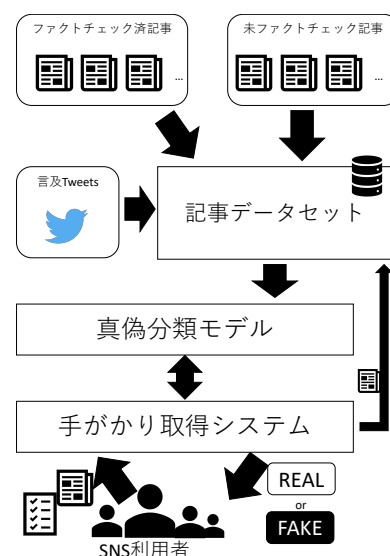 ファクトチェック済記事
未ファクトチェック記事
...
...
言及Tweets
記事データセット
真偽分類モデル
手がかり取得システム
REAL
or
FAKE
SNS利用者